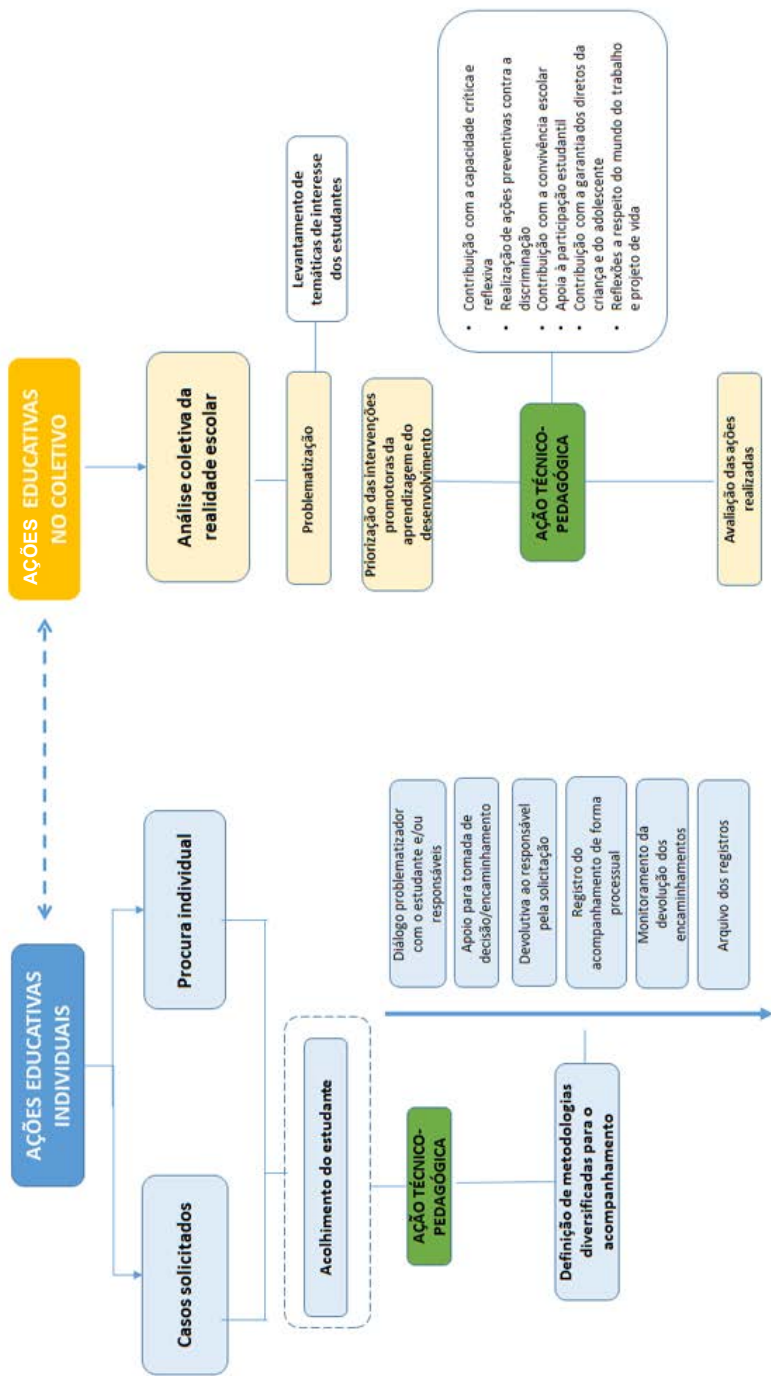 AÇÕES EDUCATIVAS
INDIVIDUAIS
Casos solicitados
Procura individual
Acolhimento do estudante
AÇÃO TÉCNICO-
PEDAGÓGICA
Definição de metodologias
diversificadas para o
acompanhamento
Diálogo problematizador
com o estudante e/ou
responsáveis
Apoio para tomada de
decisão/encaminhamento
Devolutiva ao responsável
pela solicitação
Registro do
acompanhamento de forma
processual
Monitoramento da
devolução dos
encaminhamentos
Arquivo dos registros
AÇÕES EDUCATIVAS
NO COLETIVO
Análise coletiva da
realidade escolar
Problematização
Levantamento de
temáticas de interesse
dos estudantes
Priorização das intervenções
promotoras da
aprendizagem e do
desenvolvimento
AÇÃO TÉCNICO-
PEDAGÓGICA
• Contribuição com a capacidade crítica e
reflexiva
• Realização de ações preventivas contra a
discriminação
• Contribuição com a convivência escolar
• Apoia à participação estudantil
• Contribuição com a garantia dos diretos da
criança e do adolescente
• Reflexões a respeito do mundo do trabalho
e projeto de vida
Avaliação das ações
realizadas